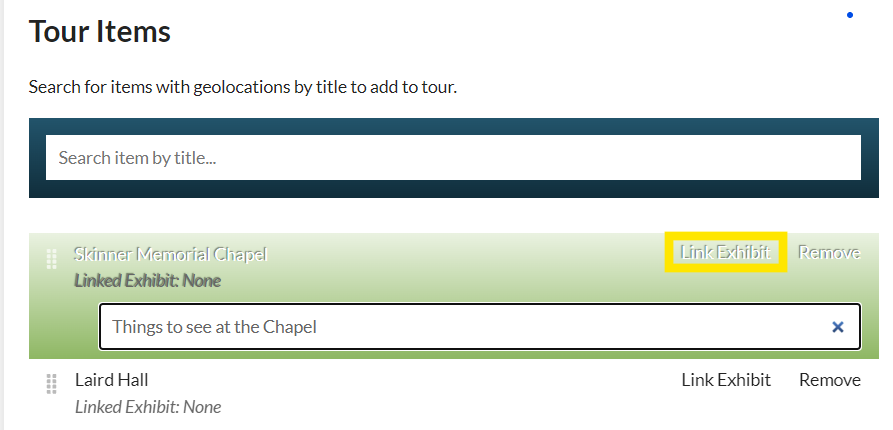 Tour Items
Search for items with geolocations by title to add to tour.
Search item by title...
Skinner Memorial Chapel Link Exhibit Remove
Linked Exhibit: None
Things to see at the Chapel
Laird Hall Link Exhibit Remove
Linked Exhibit: None